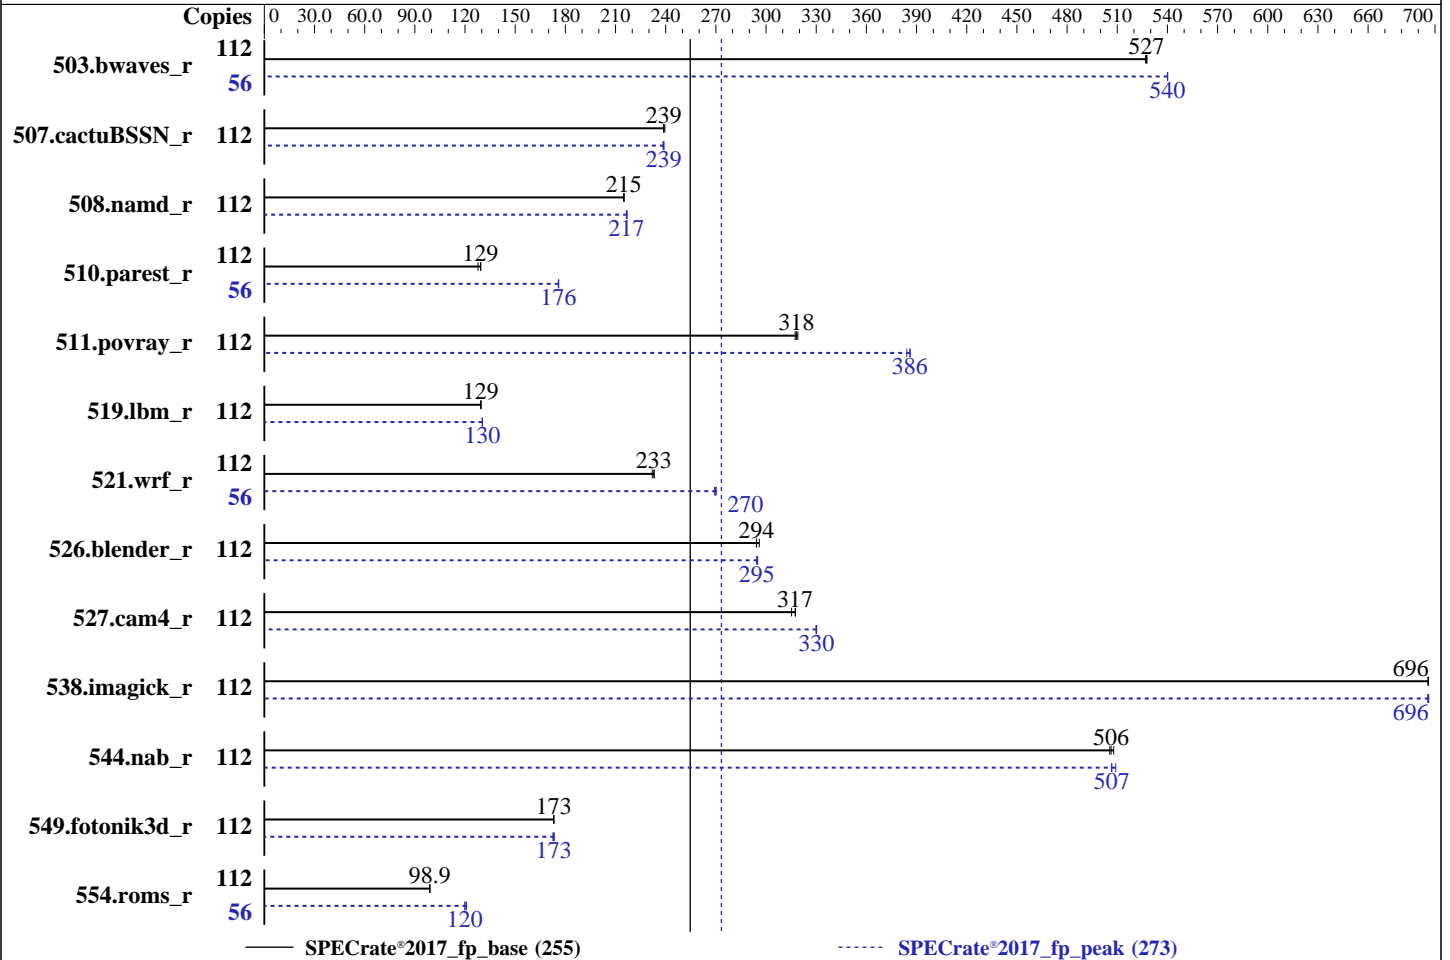 Copies 0 30.0 60.0 90.0 120 150 180 210 240 270 300 330 360 390 420 450 480 510 540 570 600 630 660 700
503.bwaves_r 112 527
56 540
507.cactuBSSN_r 112 239
239
508.namd_r 112 215
217
510.parest_r 112 129
56 176
511.povray_r 112 318
386
519.lbm_r 112 129
130
521.wrf_r 112 233
56 270
526.blender_r 112 294
295
527.cam4_r 112 317
330
538.imagick_r 112 696
696
544.nab_r 112 506
507
549.fotonik3d_r 112 173
173
554.roms_r 112 98.9
56 120
SPECrate®2017_fp_base (255) SPECrate®2017_fp_peak (273)